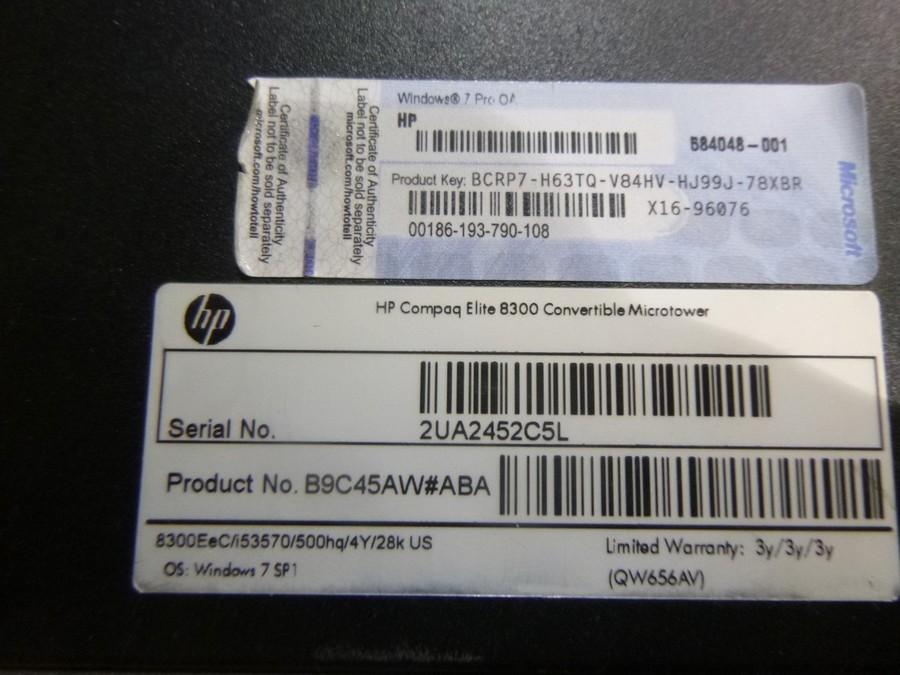 Windows® 7 Pro OA
HP
684048-001
Product Key: BCRP7-H63TQ-V84HV-HJ99J-78XBR
X16-96076
00186-193-790-108
Microsoft
Certificate of Authenticity
Label not to be sold separately
microsoft.com/howtotell
Certificate of Authenticity
Label not to be sold separately
microsoft.com/howtotell
hp
HP Compaq Elite 8300 Convertible Microtower
Serial No. 2UA2452C5L
Product No. B9C45AW#ABA
8300EeC/i53570/500hq/4Y/28k US
Limited Warranty: 3y/3y/3y
OS: Windows 7 SP1
(QW656AV)